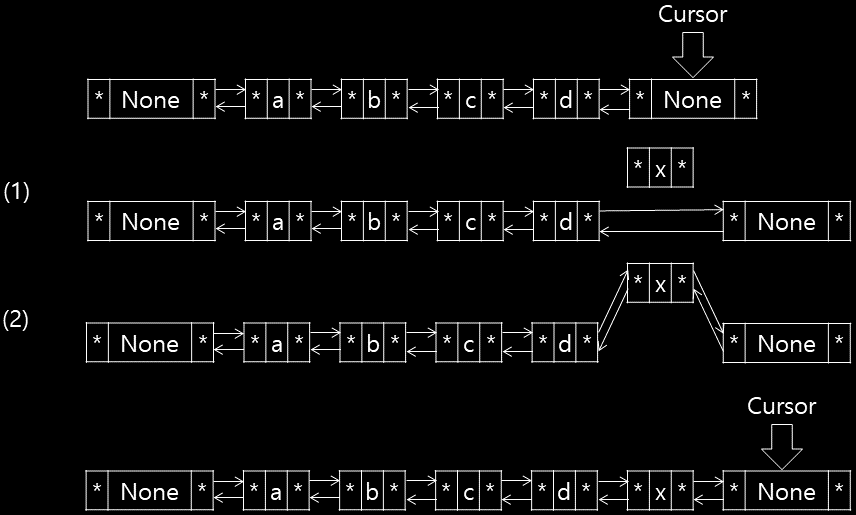 Cursor
* None * * a * * b * * c * * d * * None *
* x *
(1)
* None * * a * * b * * c * * d * * None *
* x *
(2)
* None * * a * * b * * c * * d * * None *
Cursor
* None * * a * * b * * c * * d * * x * * None *